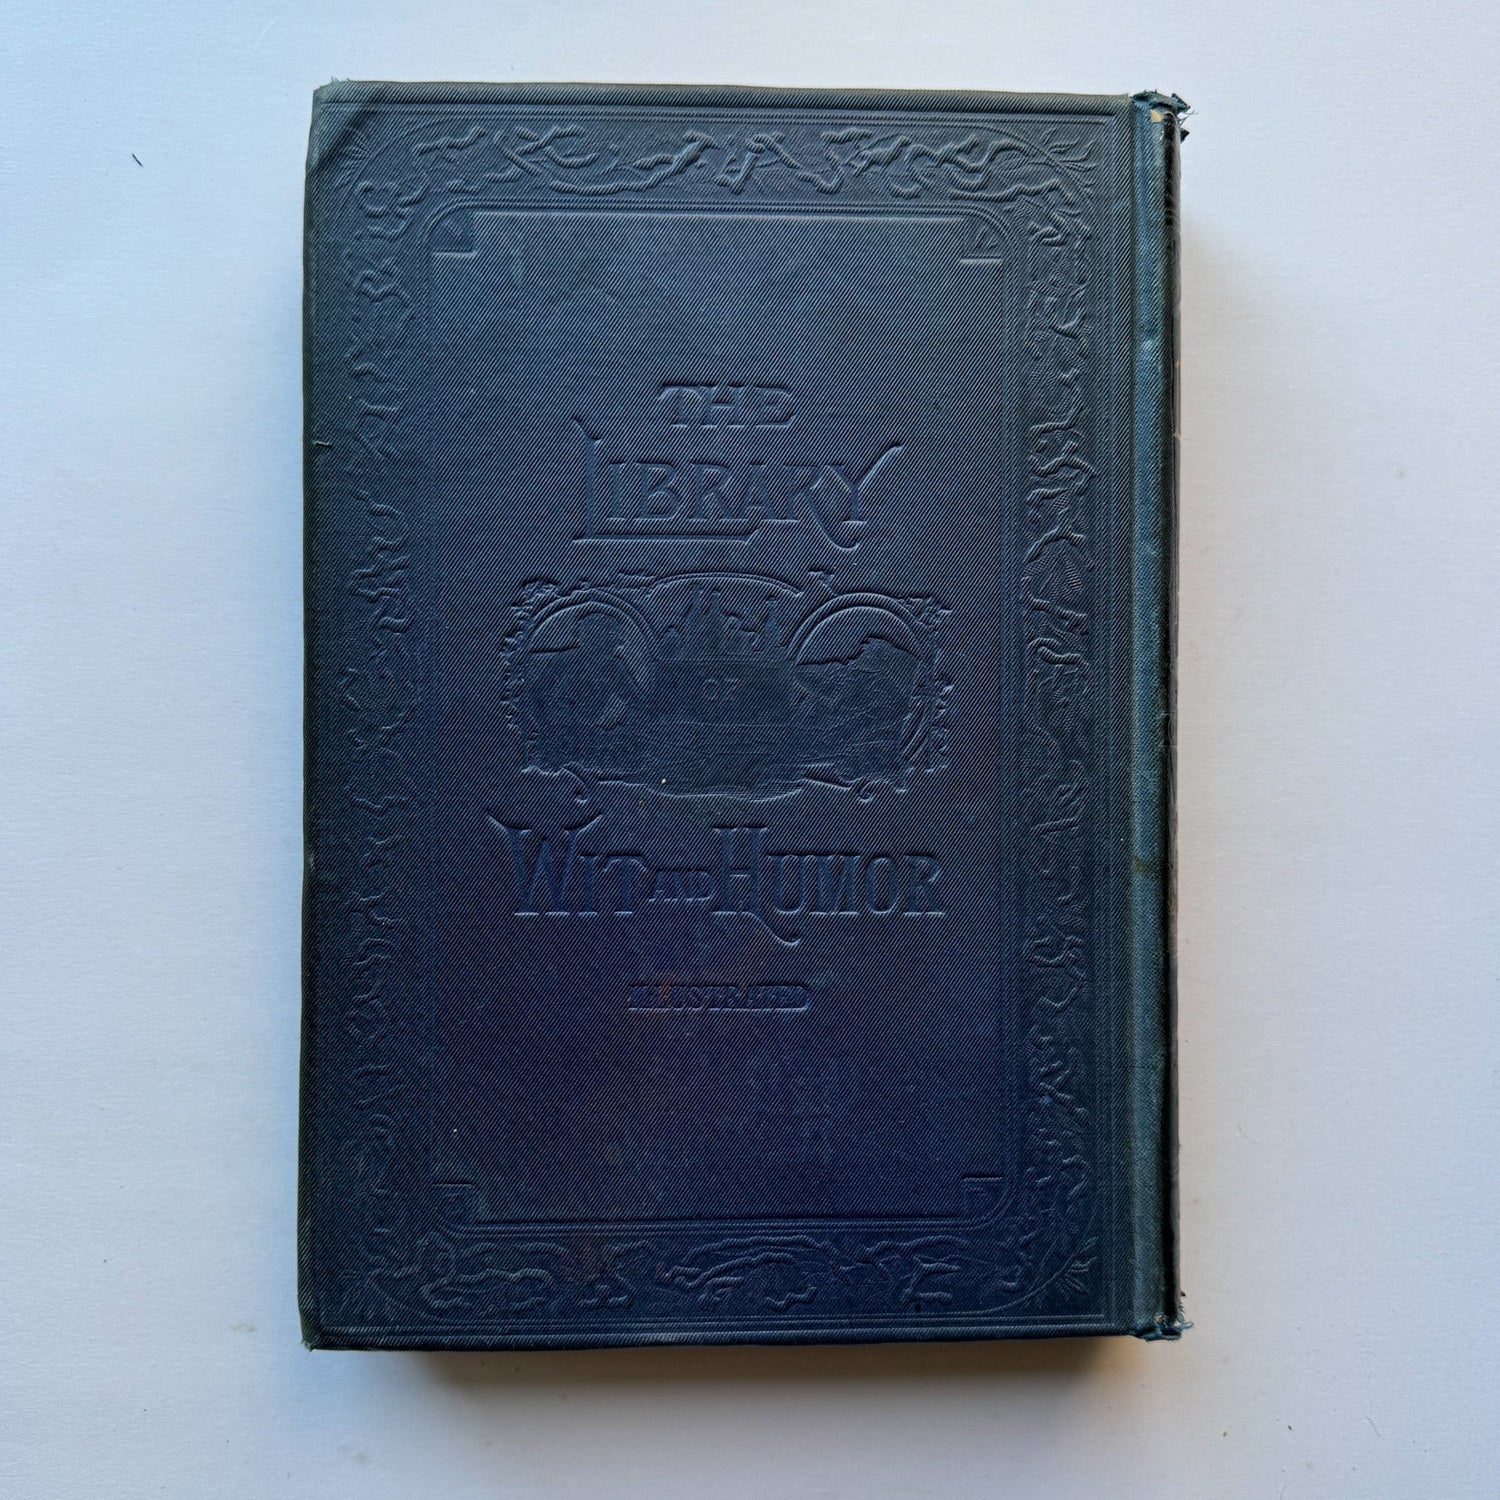 THE
LIBRARY
OF
WIT AND HUMOR
ILLUSTRATED